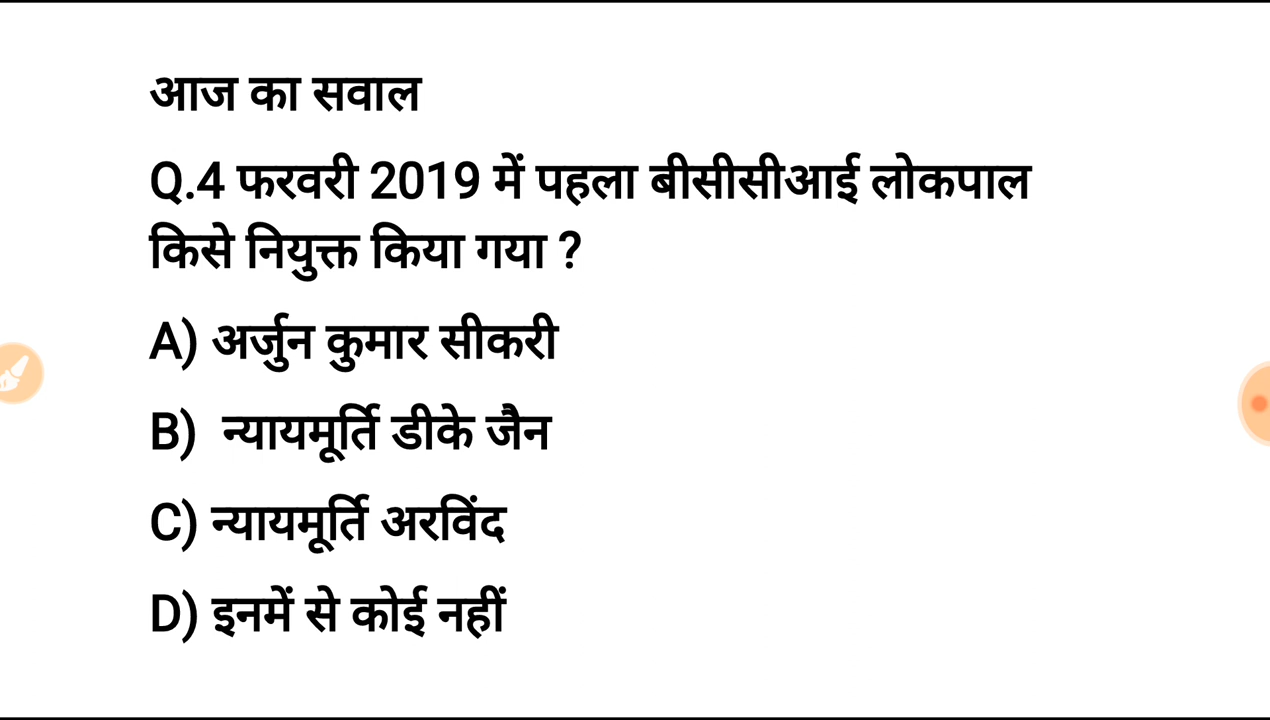 आज का सवाल
Q.4 फरवरी 2019 में पहला बीसीसीआई लोकपाल
किसे नियुक्त किया गया ?
A) अर्जुन कुमार सीकरी
B) न्यायमूर्ति डीके जैन
C) न्यायमूर्ति अरविंद
D) इनमें से कोई नहीं